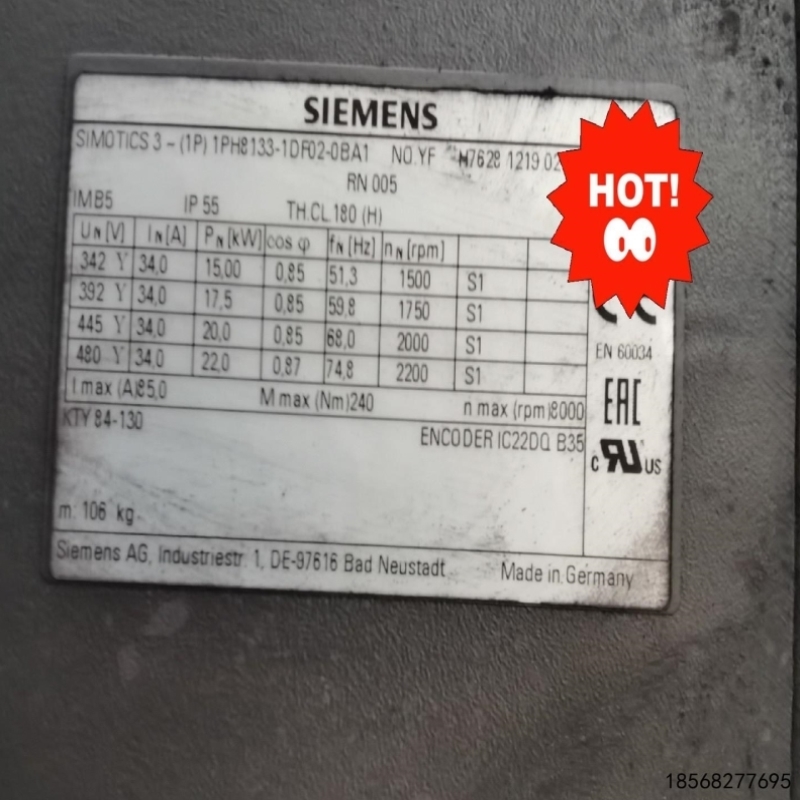 SIEMENS
SIMOTICS 3 - (1P) 1PH8133-1DF02-0BA1 NO.YF H7628 1219 02
RN 005
IMB5 IP 55 TH.CL.180 (H)
UN [V] IN [A] PN [kW] cos φ fN [Hz] nN [rpm]
342 Y 34,0 15,00 0,85 51,3 1500 S1
392 Y 34,0 17,5 0,85 59,8 1750 S1
445 Y 34,0 20,0 0,85 68,0 2000 S1
480 Y 34,0 22,0 0,87 74,8 2200 S1
I max (A)85,0 M max (Nm)240 n max (rpm)8000
KTY 84-130
ENCODER IC22DQ B35
m: 106 kg
Siemens AG, Industriestr. 1, DE-97616 Bad Neustadt Made in Germany
HOT!
EN 60034
EAC
c RU US
18568277695